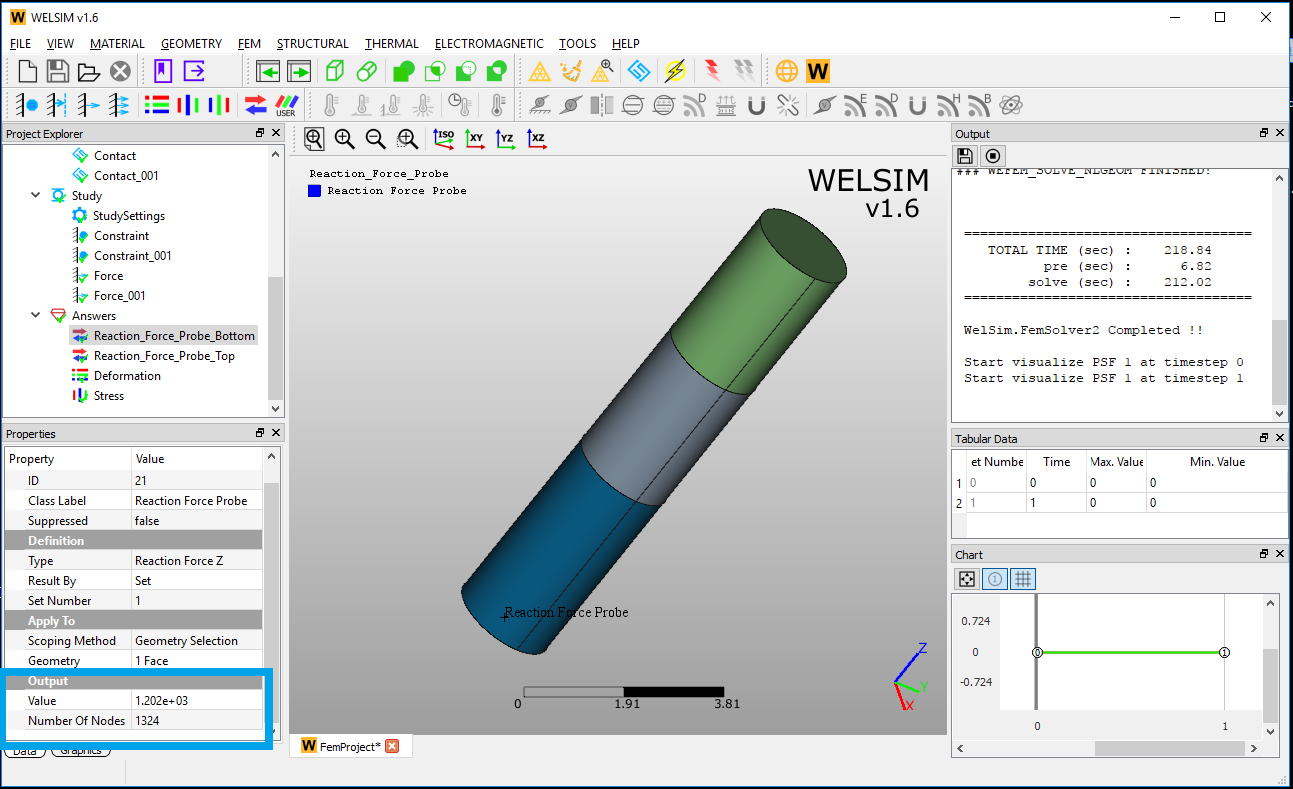 WELSIM v1.6
FILE VIEW MATERIAL GEOMETRY FEM STRUCTURAL THERMAL ELECTROMAGNETIC TOOLS HELP
USER
D E D H B
Project Explorer
Contact
Contact_001
Study
StudySettings
Constraint
Constraint_001
Force
Force_001
Answers
Reaction_Force_Probe_Bottom
Reaction_Force_Probe_Top
Deformation
Stress
Properties
Property Value
ID 21
Class Label Reaction Force Probe
Suppressed false
Definition
Type Reaction Force Z
Result By Set
Set Number 1
Apply To
Scoping Method Geometry Selection
Geometry 1 Face
Output
Value 1.202e+03
Number Of Nodes 1324
Data Graphics
ISO XY YZ XZ
Reaction_Force_Probe
Reaction Force Probe
WELSIM
v1.6
Reaction Force Probe
0 1.91 3.81
Z
Y
X
FemProject*
Output
### WEFEM_SOLVE_NLGEOM FINISHED!
====================================
TOTAL TIME (sec) : 218.84
pre (sec) : 6.82
solve (sec) : 212.02
====================================
WelSim.FemSolver2 Completed !!
Start visualize PSF 1 at timestep 0
Start visualize PSF 1 at timestep 1
Tabular Data
et Numbe Time Max. Value Min. Value
1 0 0 0 0
2 1 1 0 0
Chart
0.724
0
-0.724
0 1
0 1